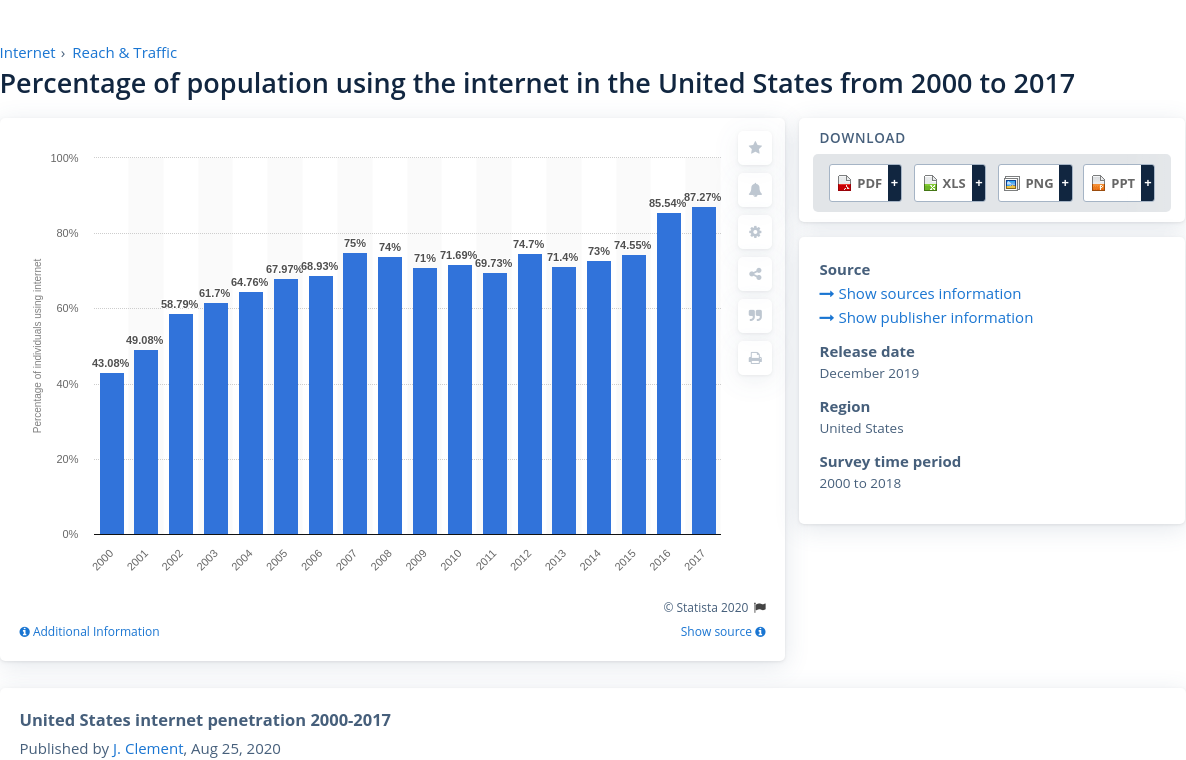 Internet › Reach & Traffic
Percentage of population using the internet in the United States from 2000 to 2017
Percentage of individuals using internet
100%
80%
60%
40%
20%
0%
43.08%
49.08%
58.79%
61.7%
64.76%
67.97%
68.93%
75%
74%
71%
71.69%
69.73%
74.7%
71.4%
73%
74.55%
85.54%
87.27%
2000
2001
2002
2003
2004
2005
2006
2007
2008
2009
2010
2011
2012
2013
2014
2015
2016
2017
© Statista 2020
Additional Information
Show source
DOWNLOAD
PDF + XLS + PNG + PPT +
Source
Show sources information
Show publisher information
Release date
December 2019
Region
United States
Survey time period
2000 to 2018
United States internet penetration 2000-2017
Published by J. Clement, Aug 25, 2020